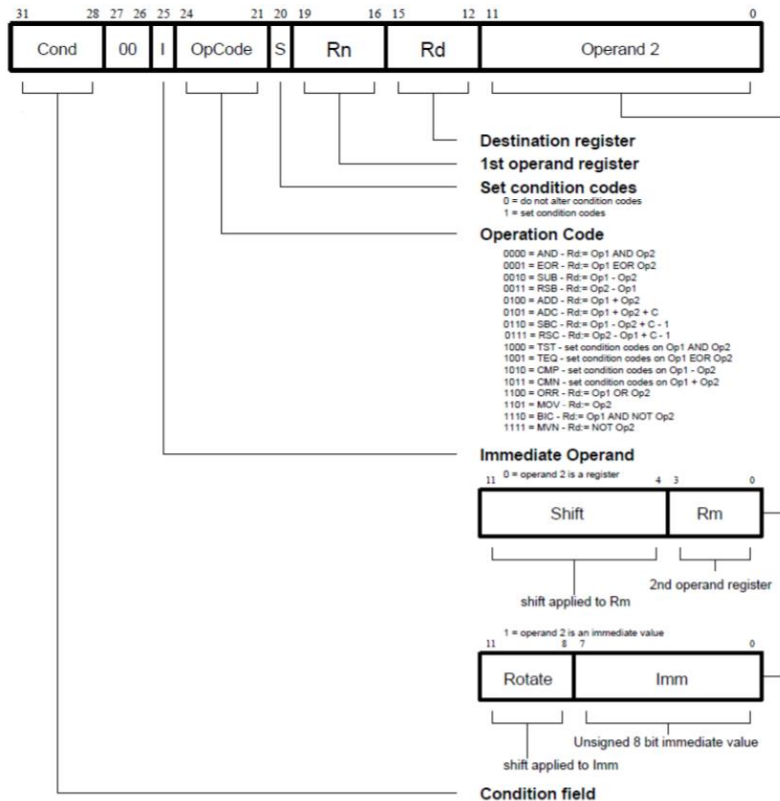 31 28 27 26 25 24 21 20 19 16 15 12 11 0
Cond 00 I OpCode S Rn Rd Operand 2
Destination register
1st operand register
Set condition codes
0 = do not alter condition codes
1 = set condition codes
Operation Code
0000 = AND - Rd:= Op1 AND Op2
0001 = EOR - Rd:= Op1 EOR Op2
0010 = SUB - Rd:= Op1 - Op2
0011 = RSB - Rd:= Op2 - Op1
0100 = ADD - Rd:= Op1 + Op2
0101 = ADC - Rd:= Op1 + Op2 + C
0110 = SBC - Rd:= Op1 - Op2 + C - 1
0111 = RSC - Rd:= Op2 - Op1 + C - 1
1000 = TST - set condition codes on Op1 AND Op2
1001 = TEQ - set condition codes on Op1 EOR Op2
1010 = CMP - set condition codes on Op1 - Op2
1011 = CMN - set condition codes on Op1 + Op2
1100 = ORR - Rd:= Op1 OR Op2
1101 = MOV - Rd:= Op2
1110 = BIC - Rd:= Op1 AND NOT Op2
1111 = MVN - Rd:= NOT Op2
Immediate Operand
0 = operand 2 is a register
11 4 3 0
Shift Rm
2nd operand register
shift applied to Rm
1 = operand 2 is an immediate value
11 8 7 0
Rotate Imm
Unsigned 8 bit immediate value
shift applied to Imm
Condition field